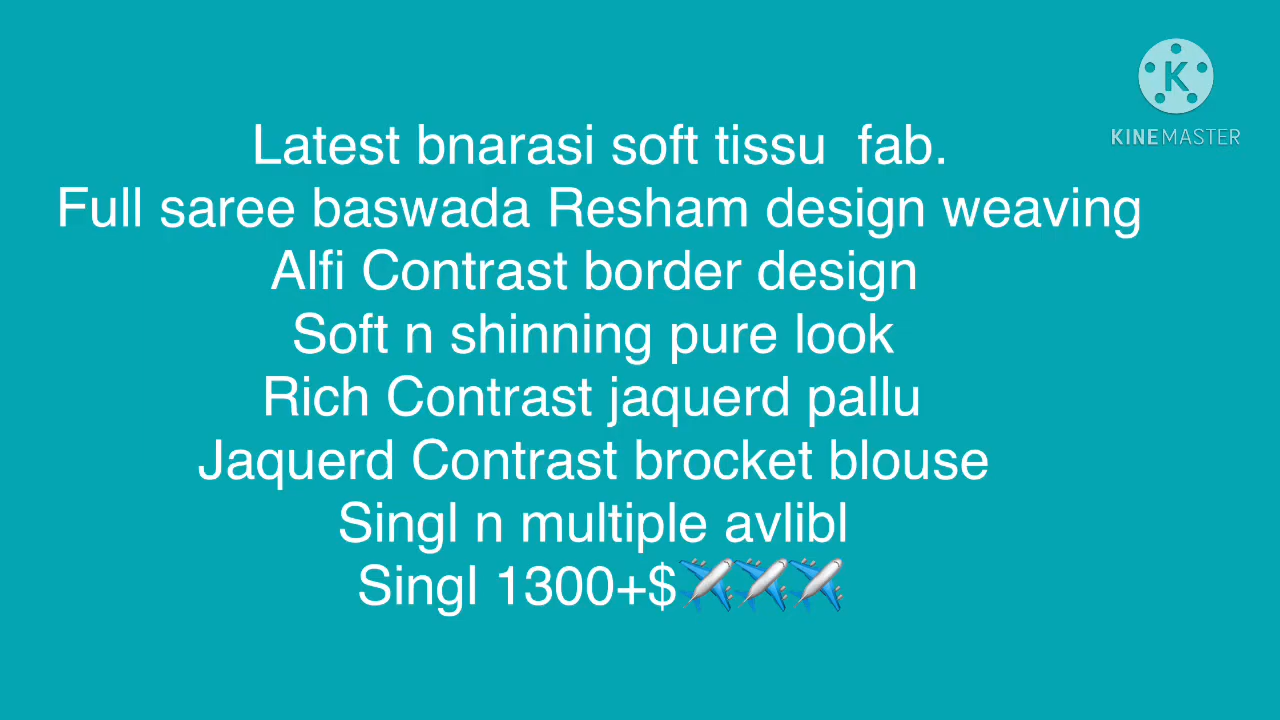 KINEMASTER
Latest bnarasi soft tissu  fab.
Full saree baswada Resham design weaving
Alfi Contrast border design
Soft n shinning pure look
Rich Contrast jaquerd pallu
Jaquerd Contrast brocket blouse
Singl n multiple avlibl
Singl 1300+$✈️✈️✈️